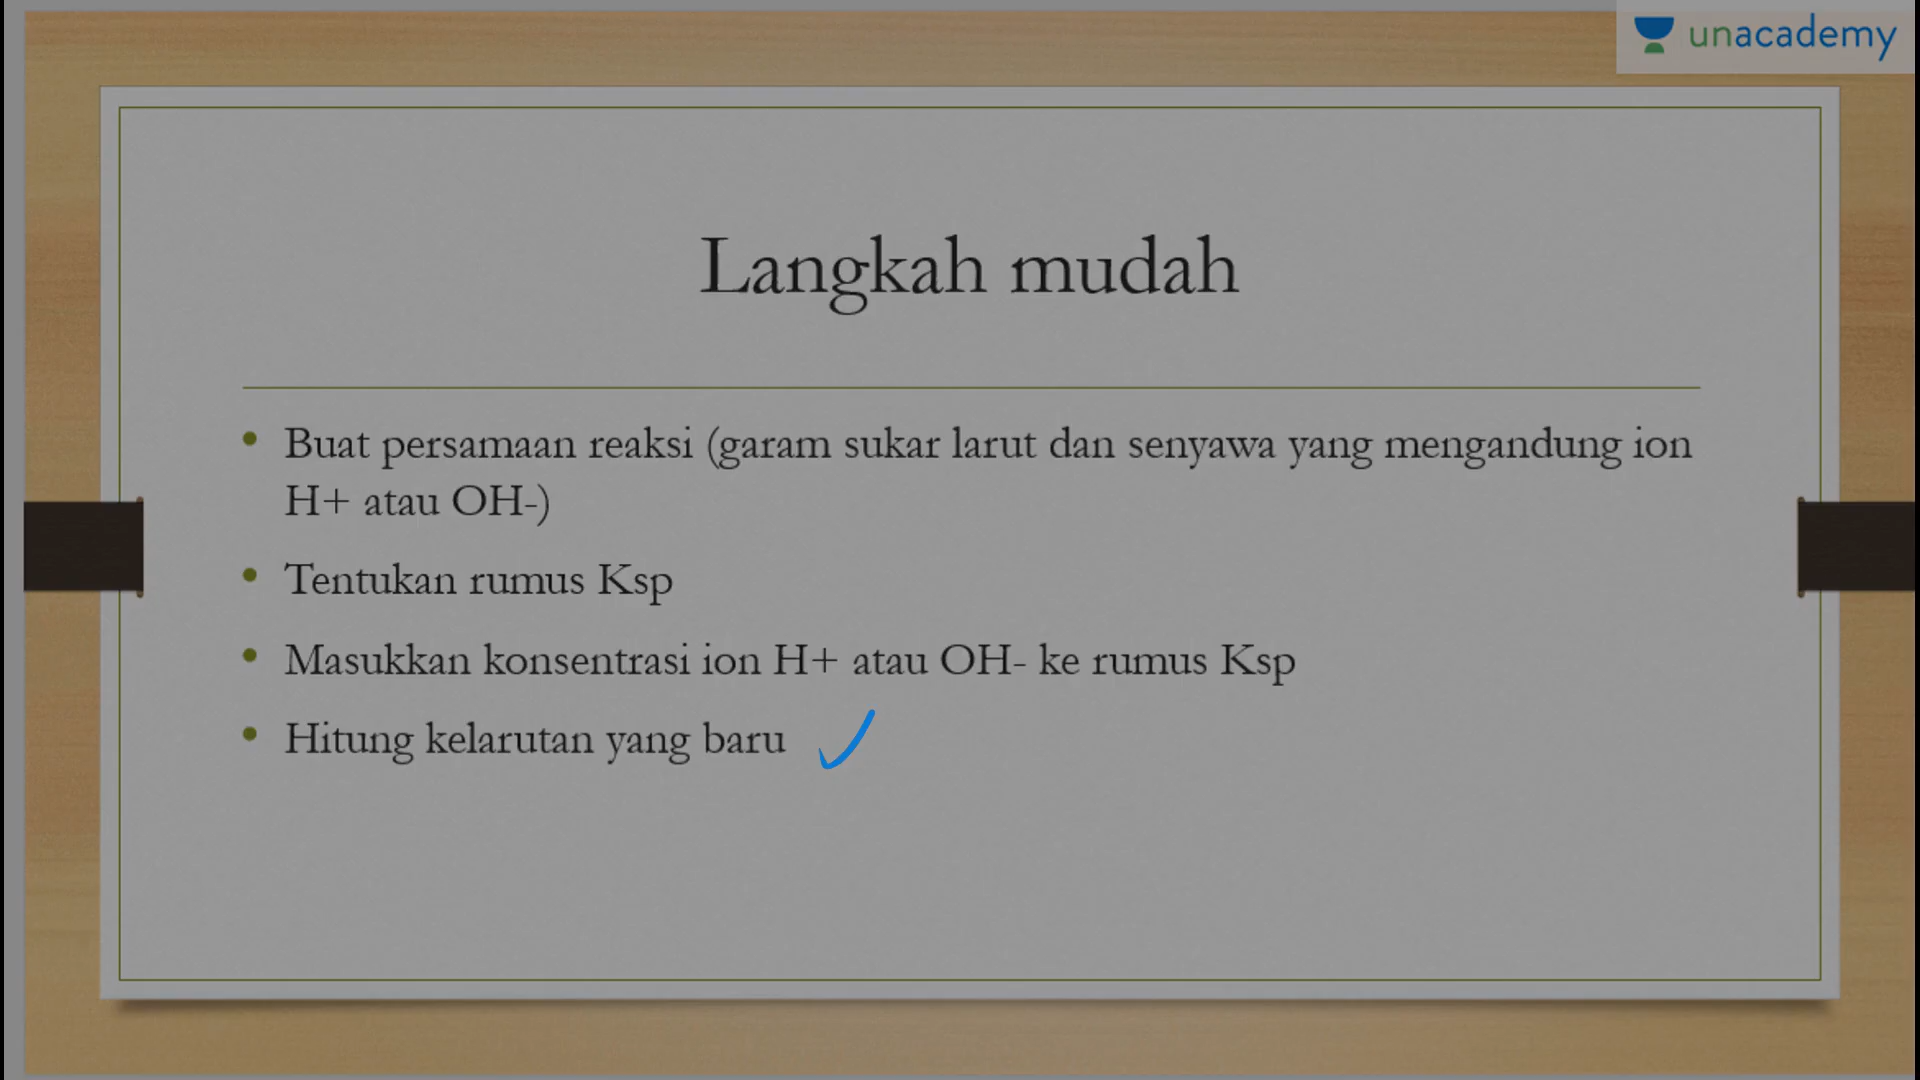 unacademy
Langkah mudah
Buat persamaan reaksi (garam sukar larut dan senyawa yang mengandung ion
H+ atau OH-)
Tentukan rumus Ksp
Masukkan konsentrasi ion H+ atau OH- ke rumus Ksp
Hitung kelarutan yang baru